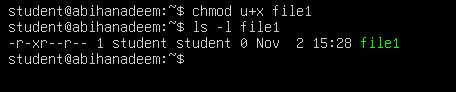 student@abihanadeem:~$ chmod u+x file1
student@abihanadeem:~$ ls -l file1
-r-xr--r-- 1 student student 0 Nov  2 15:28 file1
student@abihanadeem:~$